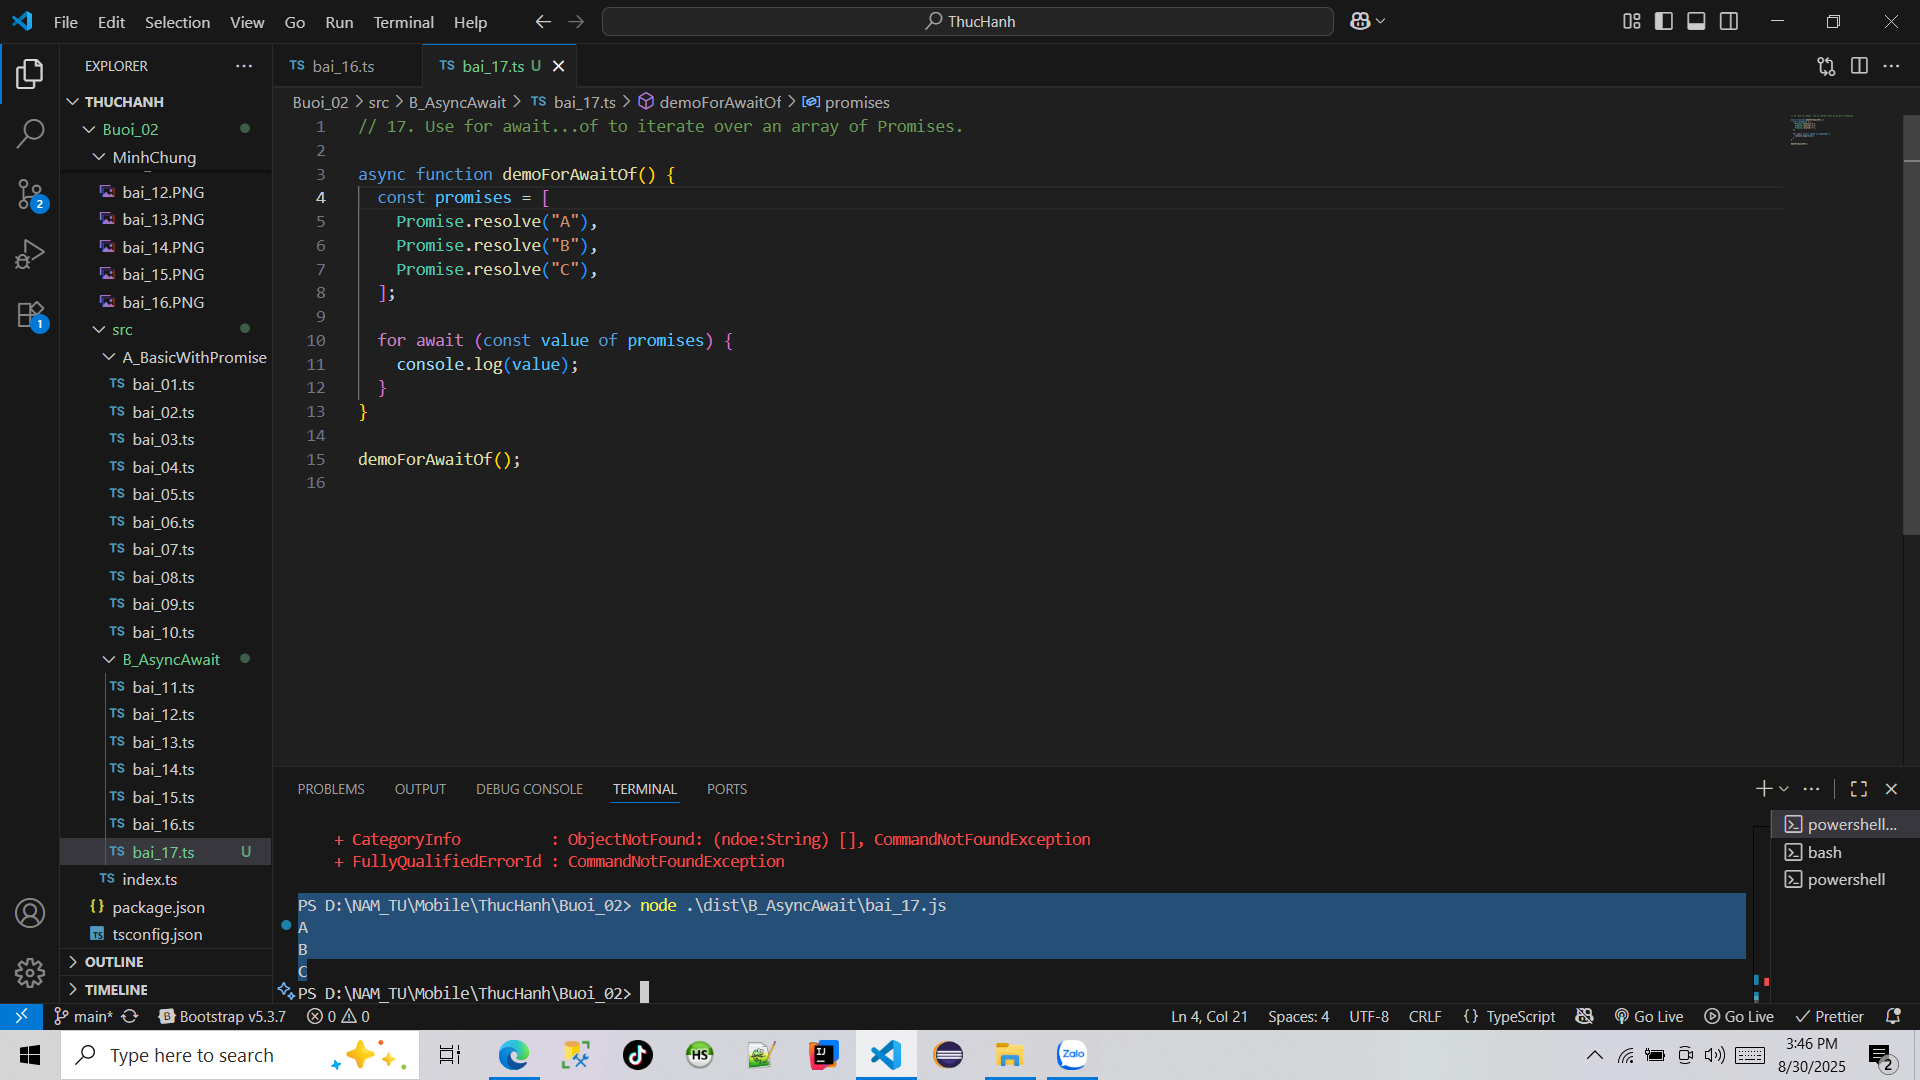 File Edit Selection View Go Run Terminal Help
ThucHanh
EXPLORER
THUCHANH
Buoi_02
MinhChung
bai_12.PNG
bai_13.PNG
bai_14.PNG
bai_15.PNG
bai_16.PNG
src
A_BasicWithPromise
TS bai_01.ts
TS bai_02.ts
TS bai_03.ts
TS bai_04.ts
TS bai_05.ts
TS bai_06.ts
TS bai_07.ts
TS bai_08.ts
TS bai_09.ts
TS bai_10.ts
B_AsyncAwait
TS bai_11.ts
TS bai_12.ts
TS bai_13.ts
TS bai_14.ts
TS bai_15.ts
TS bai_16.ts
TS bai_17.ts U
TS index.ts
{} package.json
TS tsconfig.json
OUTLINE
TIMELINE
2
1
TS bai_16.ts
TS bai_17.ts U
Buoi_02 > src > B_AsyncAwait > TS bai_17.ts > demoForAwaitOf > promises
1 // 17. Use for await...of to iterate over an array of Promises.
2
3 async function demoForAwaitOf() {
4 const promises = [
5 Promise.resolve("A"),
6 Promise.resolve("B"),
7 Promise.resolve("C"),
8 ];
9
10 for await (const value of promises) {
11 console.log(value);
12 }
13 }
14
15 demoForAwaitOf();
16
PROBLEMS OUTPUT DEBUG CONSOLE TERMINAL PORTS
+ CategoryInfo : ObjectNotFound: (ndoe:String) [], CommandNotFoundException
+ FullyQualifiedErrorId : CommandNotFoundException
PS D:\NAM_TU\Mobile\ThucHanh\Buoi_02> node .\dist\B_AsyncAwait\bai_17.js
A
B
C
PS D:\NAM_TU\Mobile\ThucHanh\Buoi_02>
powershell...
bash
powershell
main* B Bootstrap v5.3.7 0 0 Ln 4, Col 21 Spaces: 4 UTF-8 CRLF {} TypeScript Go Live Go Live Prettier
Type here to search
HS
IJ
Zalo
3:46 PM
8/30/2025
2